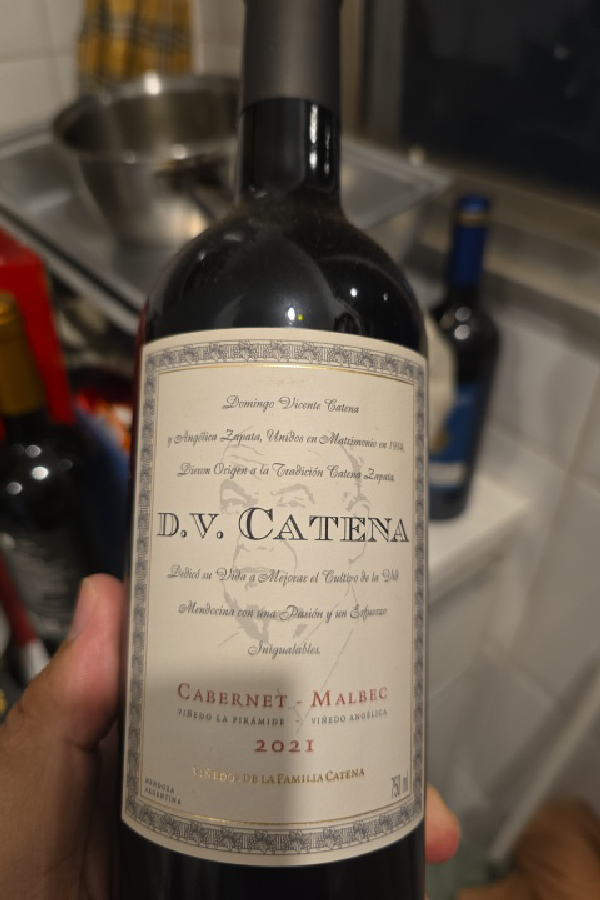 Domingo Vicente Catena
y Angélica Zapata, Unidos en Matrimonio en 1934,
Dieron Origen a la Tradición Catena Zapata.
D.V. CATENA
Dedicó su Vida a Mejorar el Cultivo de la Vid
Mendocina con una Pasión y un Esfuerzo
Inigualables.
CABERNET - MALBEC
VIÑEDO LA PIRÁMIDE - VIÑEDO ANGÉLICA
2021
VIÑEDOS DE LA FAMILIA CATENA
MENDOZA
ARGENTINA
750 ml